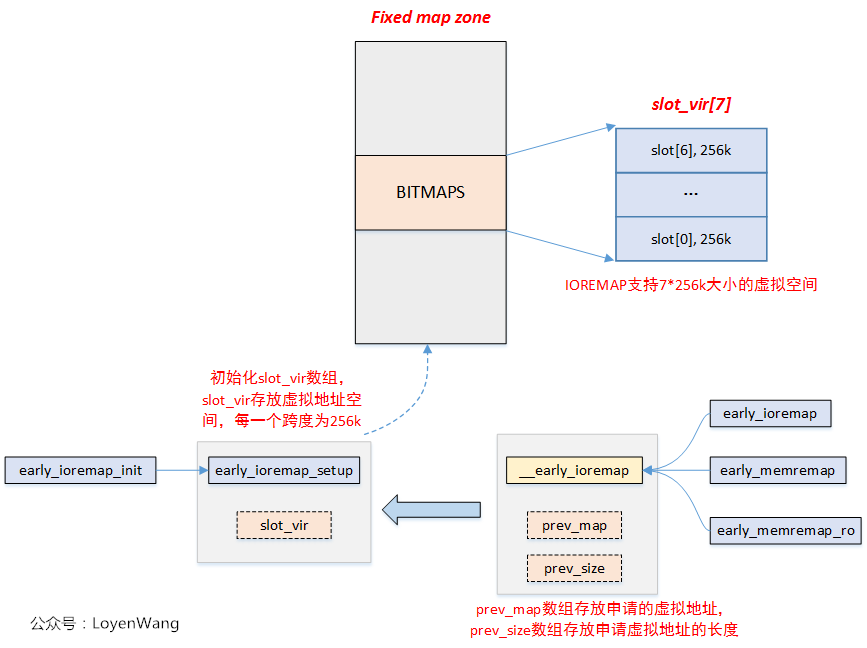 Fixed map zone
slot_vir[7]
slot[6], 256k
BITMAPS
...
slot[0], 256k
IOREMAP支持7*256k大小的虚拟空间
初始化slot_vir数组，
slot_vir存放虚拟地址空
间，每一个跨度为256k
early_ioremap
early_ioremap_init
early_ioremap_setup
__early_ioremap
early_memremap
slot_vir
prev_map
early_memremap_ro
prev_size
prev_map数组存放申请的虚拟地址，
prev_size数组存放申请虚拟地址的长度
公众号：LoyenWang